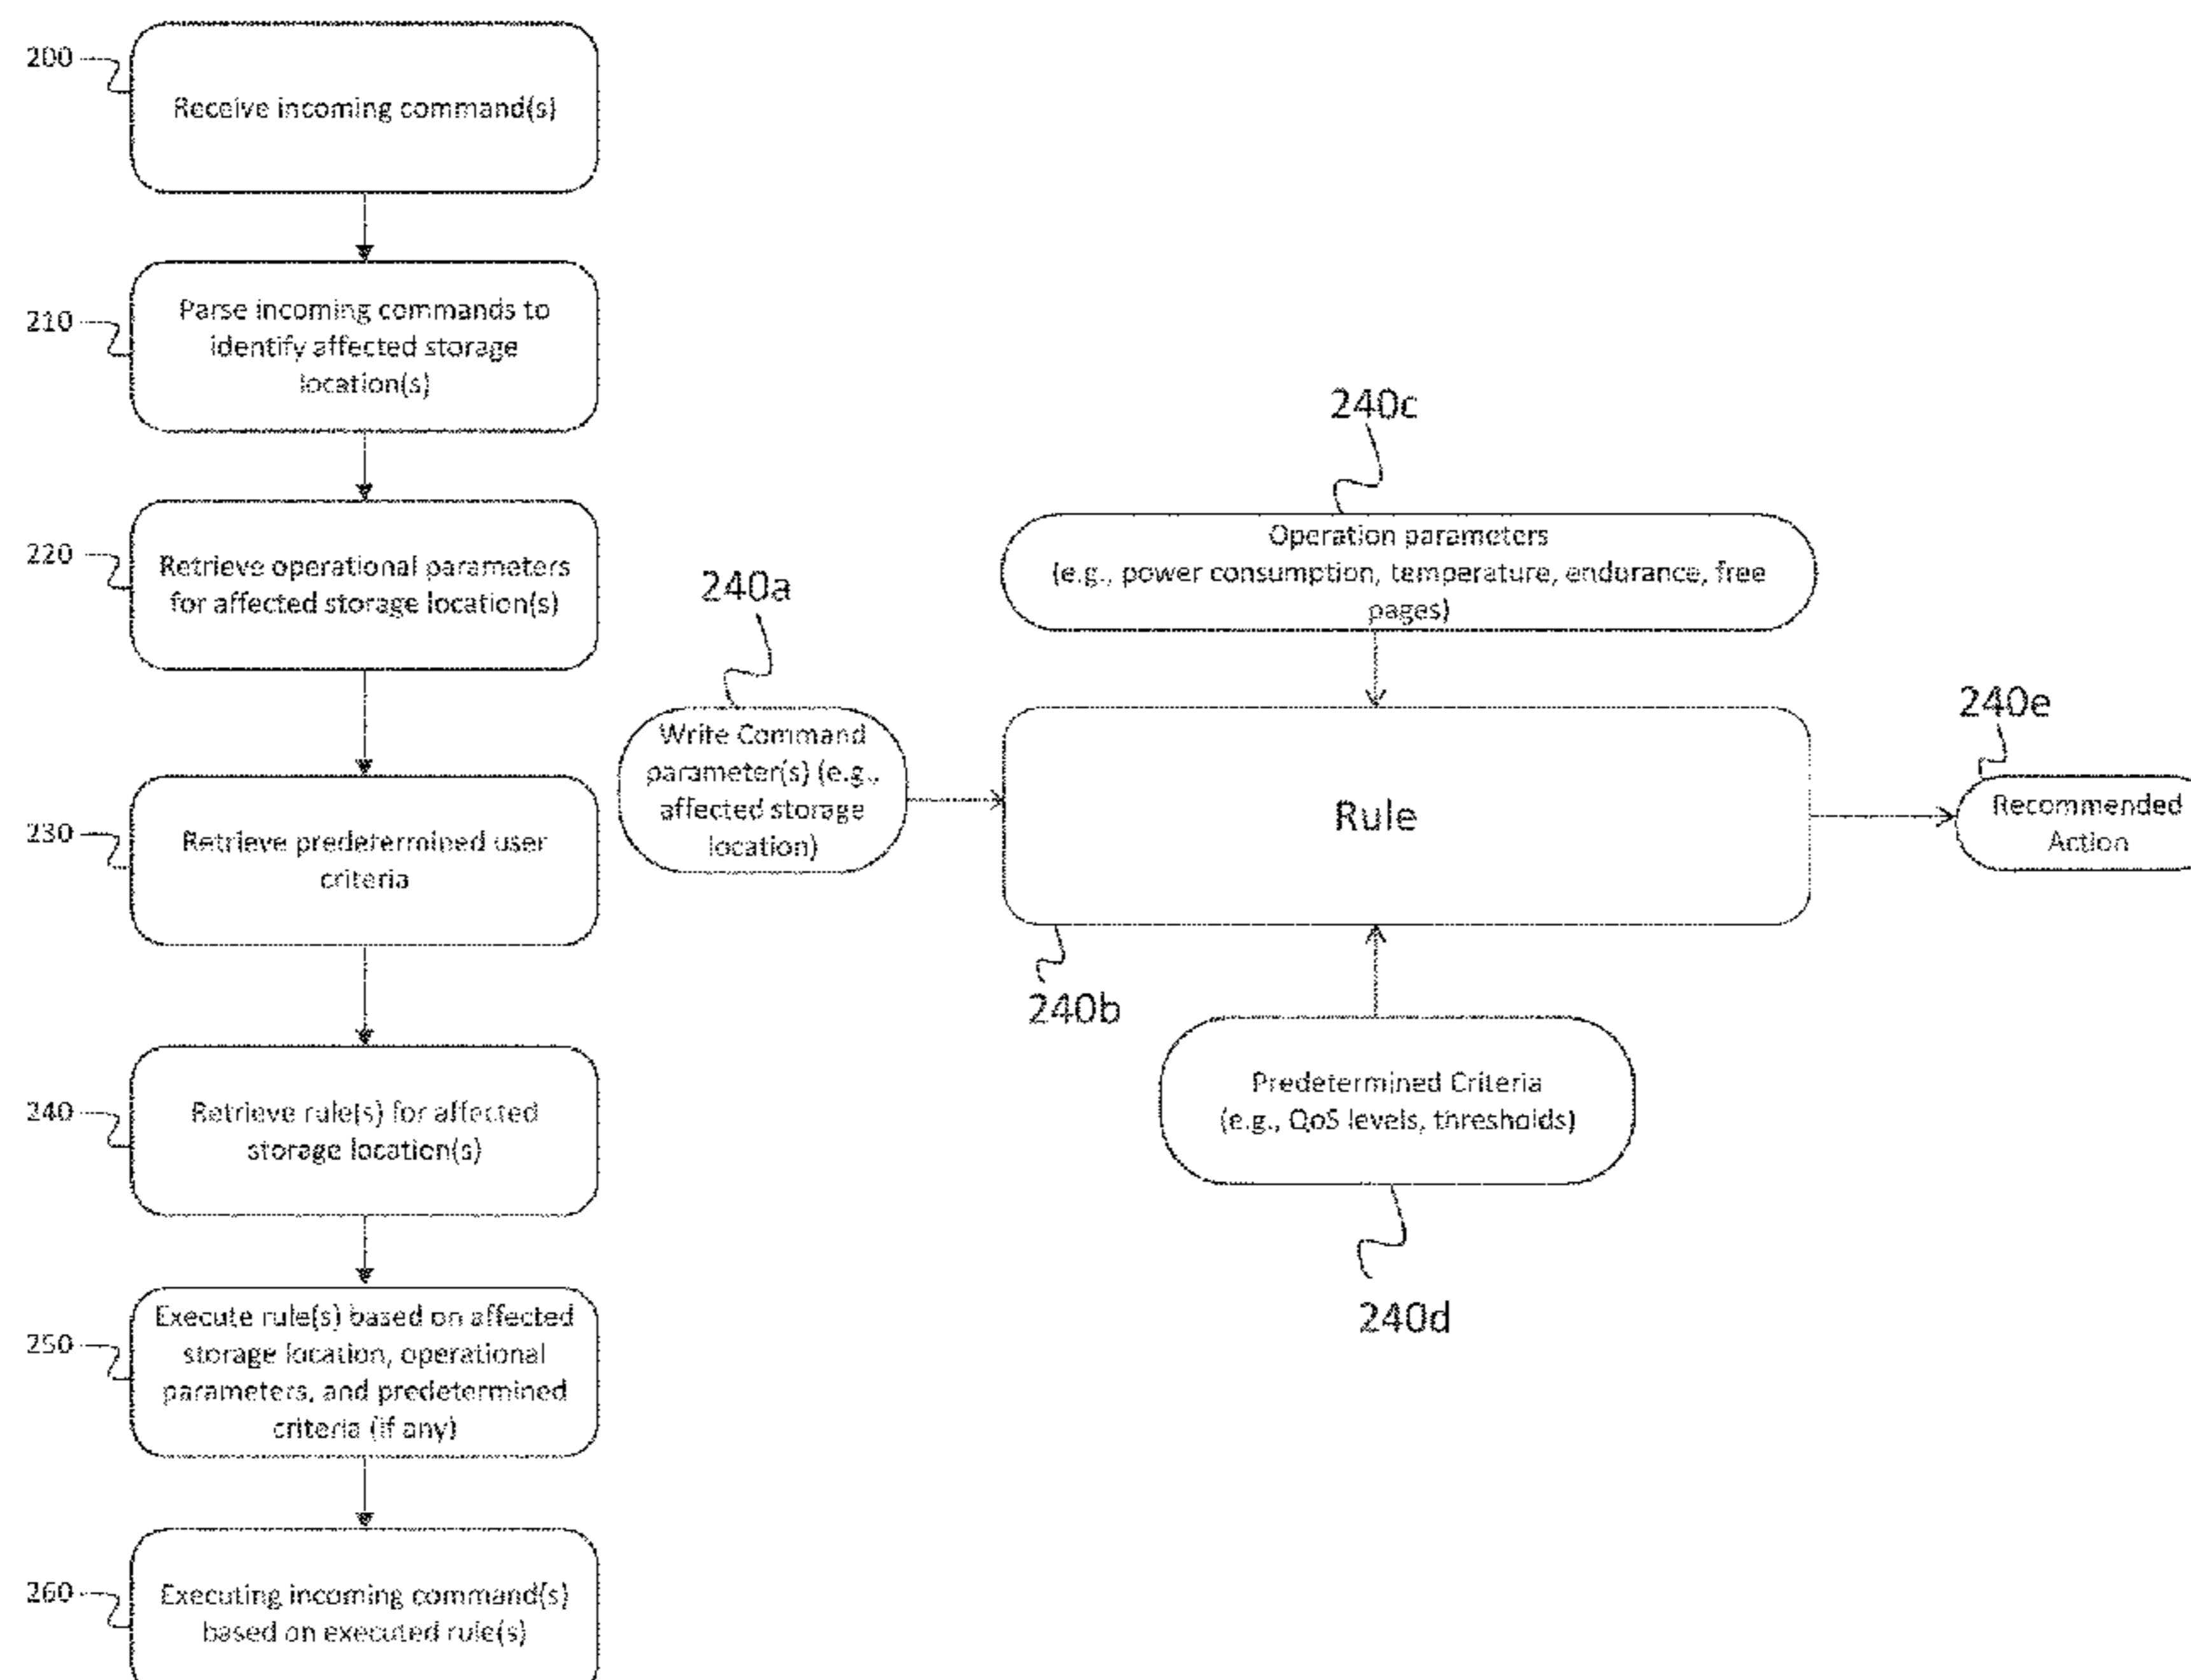 200
Receive incoming command(s)
210
Parse incoming commands to
identify affected storage
location(s)
220
Retrieve operational parameters
for affected storage location(s)
230
Retrieve predetermined user
criteria
240
Retrieve rule(s) for affected
storage location(s)
250
Execute rule(s) based on affected
storage location, operational
parameters, and predetermined
criteria (if any)
260
Executing incoming command(s)
based on executed rule(s)
240a
Write Command
parameter(s) (e.g.,
affected storage
location)
240c
Operation parameters
(e.g., power consumption, temperature, endurance, free
pages)
Rule
240b
Predetermined Criteria
(e.g., QoS levels, thresholds)
240d
240e
Recommended
Action